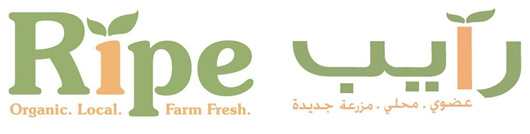 Ripe
Organic. Local. Farm Fresh.
رايب
عضوي . محلي . مزرعة جديدة